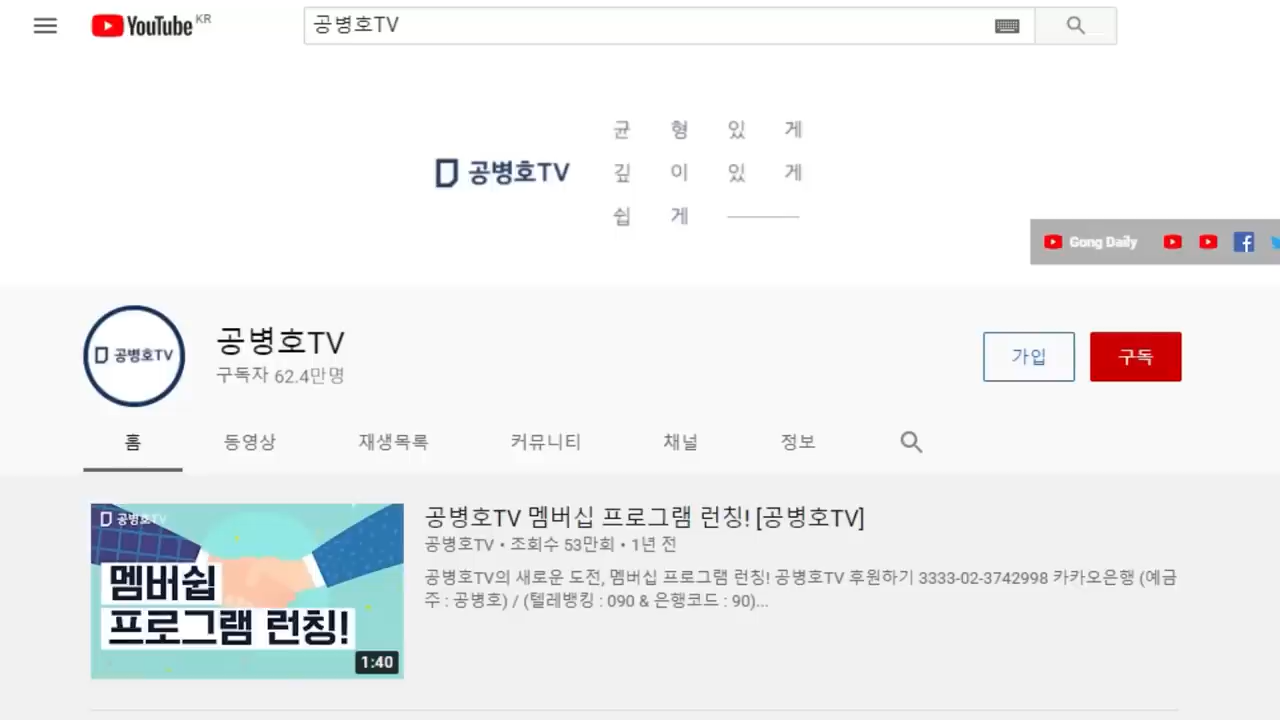 YouTube KR
공병호TV
균 형 있 게
공병호TV
깊 이 있 게
쉽 게
Gong Daily
공병호TV
공병호TV
구독자 62.4만명
가입
구독
홈
동영상
재생목록
커뮤니티
채널
정보
공병호TV
멤버쉽
프로그램 런칭!
1:40
공병호TV 멤버십 프로그램 런칭! [공병호TV]
공병호TV • 조회수 53만회 • 1년 전
공병호TV의 새로운 도전, 멤버십 프로그램 런칭! 공병호TV 후원하기 3333-02-3742998 카카오은행 (예금
주 : 공병호) / (텔레뱅킹 : 090 & 은행코드 : 90)...